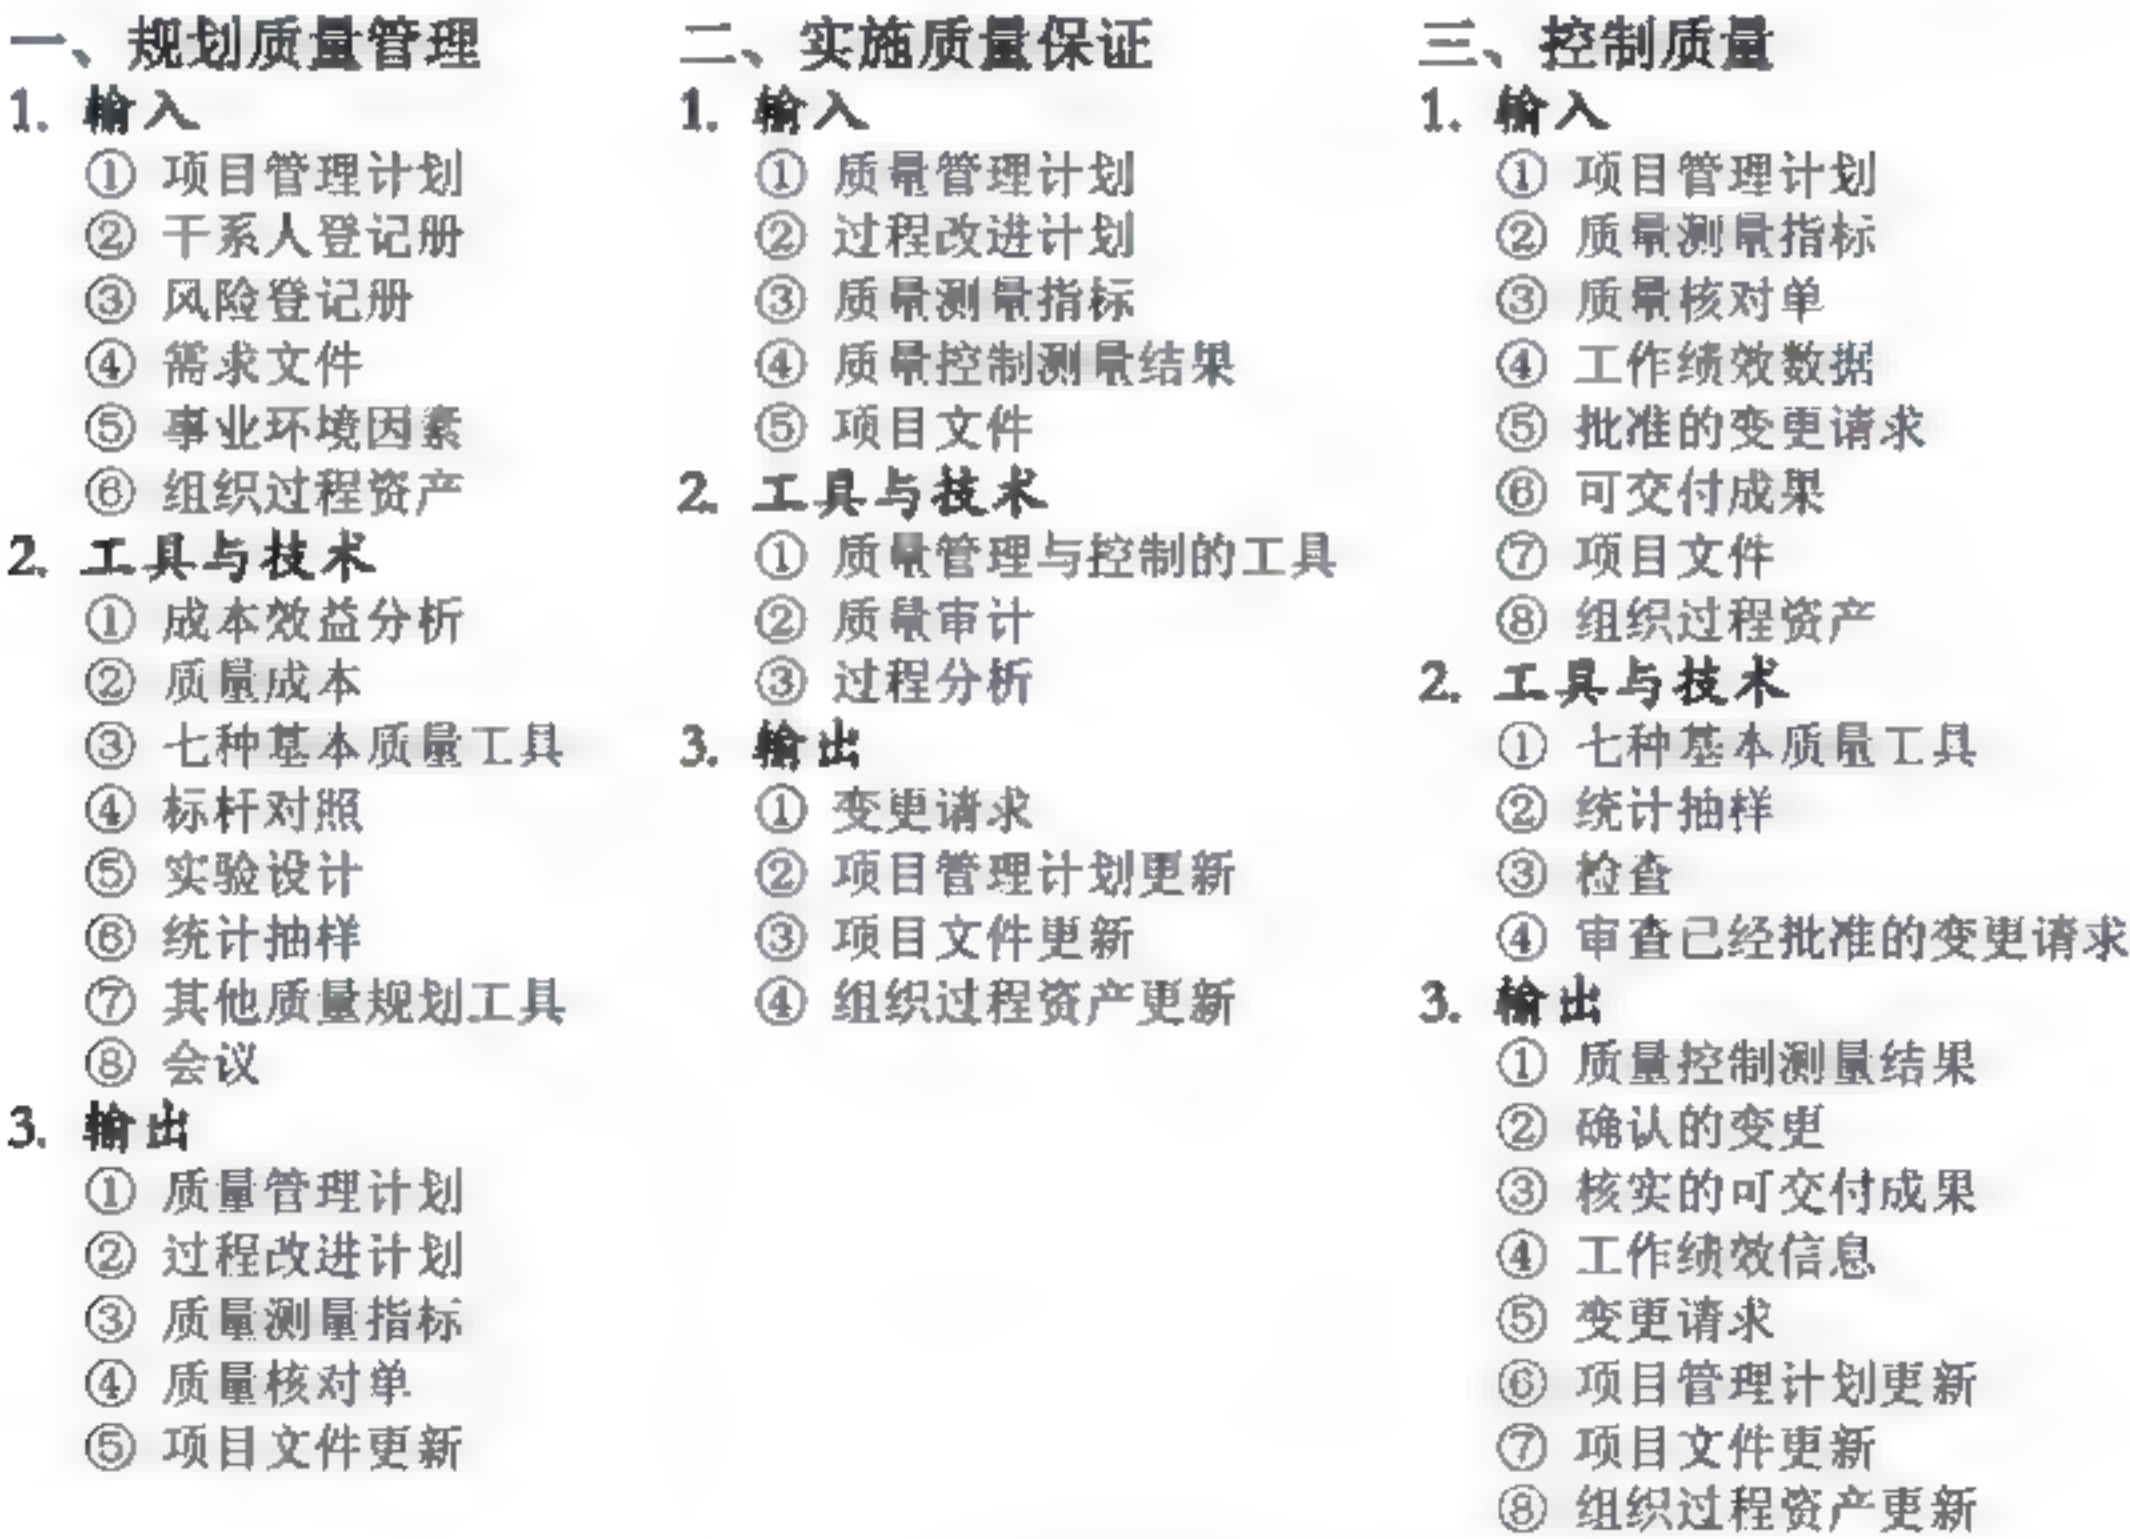 一、规划质量管理
1. 输入
① 项目管理计划
② 干系人登记册
③ 风险登记册
④ 需求文件
⑤ 事业环境因素
⑥ 组织过程资产
2. 工具与技术
① 成本效益分析
② 质量成本
③ 七种基本质量工具
④ 标杆对照
⑤ 实验设计
⑥ 统计抽样
⑦ 其他质量规划工具
⑧ 会议
3. 输出
① 质量管理计划
② 过程改进计划
③ 质量测量指标
④ 质量核对单
⑤ 项目文件更新
二、实施质量保证
1. 输入
① 质量管理计划
② 过程改进计划
③ 质量测量指标
④ 质量控制测量结果
⑤ 项目文件
2. 工具与技术
① 质量管理与控制的工具
② 质量审计
③ 过程分析
3. 输出
① 变更请求
② 项目管理计划更新
③ 项目文件更新
④ 组织过程资产更新
三、控制质量
1. 输入
① 项目管理计划
② 质量测量指标
③ 质量核对单
④ 工作绩效数据
⑤ 批准的变更请求
⑥ 可交付成果
⑦ 项目文件
⑧ 组织过程资产
2. 工具与技术
① 七种基本质量工具
② 统计抽样
③ 检查
④ 审查已经批准的变更请求
3. 输出
① 质量控制测量结果
② 确认的变更
③ 核实的可交付成果
④ 工作绩效信息
⑤ 变更请求
⑥ 项目管理计划更新
⑦ 项目文件更新
⑧ 组织过程资产更新